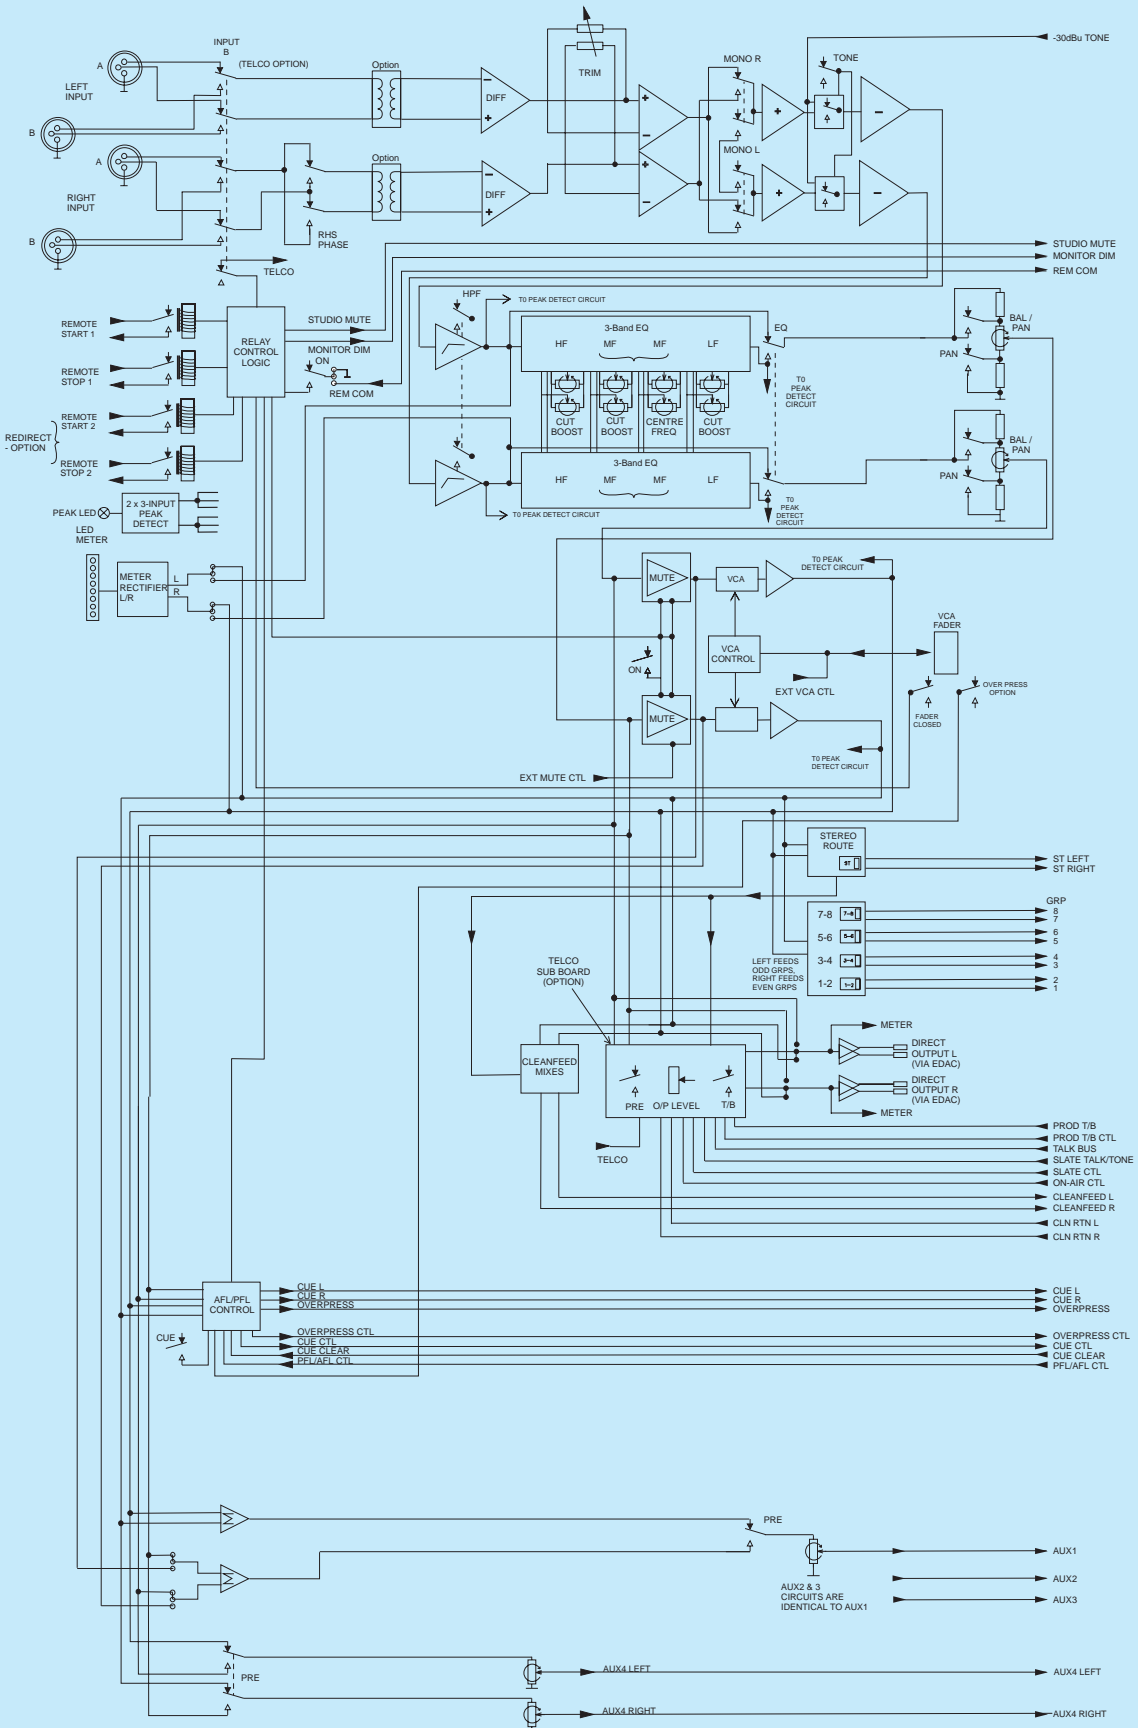 -30dBu TONE
INPUT
B
(TELCO OPTION)
A
LEFT
INPUT
B
A
RIGHT
INPUT
B
Option
DIFF
TRIM
MONO R
TONE
MONO L
Option
DIFF
RHS
PHASE
TELCO
STUDIO MUTE
MONITOR DIM
REM COM
REMOTE
START 1
REMOTE
STOP 1
REMOTE
START 2
REDIRECT
- OPTION
REMOTE
STOP 2
RELAY
CONTROL
LOGIC
STUDIO MUTE
MONITOR DIM
ON
REM COM
HPF
T0 PEAK DETECT CIRCUIT
3-Band EQ
HF
MF
MF
LF
EQ
T0
PEAK
DETECT
CIRCUIT
PAN
BAL /
PAN
CUT
BOOST
CUT
BOOST
CENTRE
FREQ
CUT
BOOST
3-Band EQ
HF
MF
MF
LF
T0 PEAK DETECT CIRCUIT
T0
PEAK
DETECT
CIRCUIT
PAN
BAL /
PAN
PEAK LED
2 x 3-INPUT
PEAK
DETECT
LED
METER
METER
RECTIFIER
L/R
L
R
MUTE
VCA
T0 PEAK
DETECT CIRCUIT
ON
VCA
CONTROL
EXT VCA CTL
VCA
FADER
OVER PRESS
OPTION
FADER
CLOSED
MUTE
T0 PEAK
DETECT CIRCUIT
EXT MUTE CTL
STEREO
ROUTE
ST
ST LEFT
ST RIGHT
GRP
7-8
7-8
8
7
5-6
5-6
6
5
3-4
3-4
4
3
1-2
1-2
2
1
LEFT FEEDS
ODD GRPS,
RIGHT FEEDS
EVEN GRPS
TELCO
SUB BOARD
(OPTION)
CLEANFEED
MIXES
PRE
O/P LEVEL
T/B
TELCO
METER
DIRECT
OUTPUT L
(VIA EDAC)
DIRECT
OUTPUT R
(VIA EDAC)
METER
PROD T/B
PROD T/B CTL
TALK BUS
SLATE TALK/TONE
SLATE CTL
ON-AIR CTL
CLEANFEED L
CLEANFEED R
CLN RTN L
CLN RTN R
AFL/PFL
CONTROL
CUE
CUE L
CUE R
OVERPRESS
OVERPRESS CTL
CUE CTL
CUE CLEAR
PFL/AFL CTL
CUE L
CUE R
OVERPRESS
OVERPRESS CTL
CUE CTL
CUE CLEAR
PFL/AFL CTL
Σ
Σ
PRE
AUX1
AUX2
AUX3
AUX2 & 3
CIRCUITS ARE
IDENTICAL TO AUX1
PRE
AUX4 LEFT
AUX4 LEFT
AUX4 RIGHT
AUX4 RIGHT